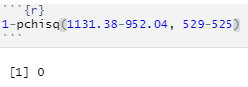 ```{r}
1-pchisq(1131.38-952.04, 529-525)
```
[1] 0